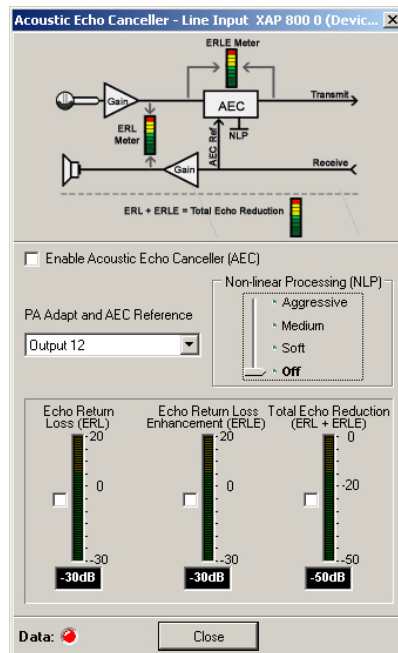 Acoustic Echo Canceller - Line Input XAP 800 0 (Devic...
ERLE Meter
Gain
AEC
Transmit
ERL
Meter
NLP
AEC Ref
Gain
Receive
ERL + ERLE = Total Echo Reduction
Enable Acoustic Echo Canceller (AEC)
Non-linear Processing (NLP)
Aggressive
Medium
Soft
Off
PA Adapt and AEC Reference
Output 12
Echo Return
Loss (ERL)
20
0
-30
-30dB
Echo Return Loss
Enhancement (ERLE)
20
0
-30
-30dB
Total Echo Reduction
(ERL + ERLE)
0
-20
-50
-50dB
Data:
Close